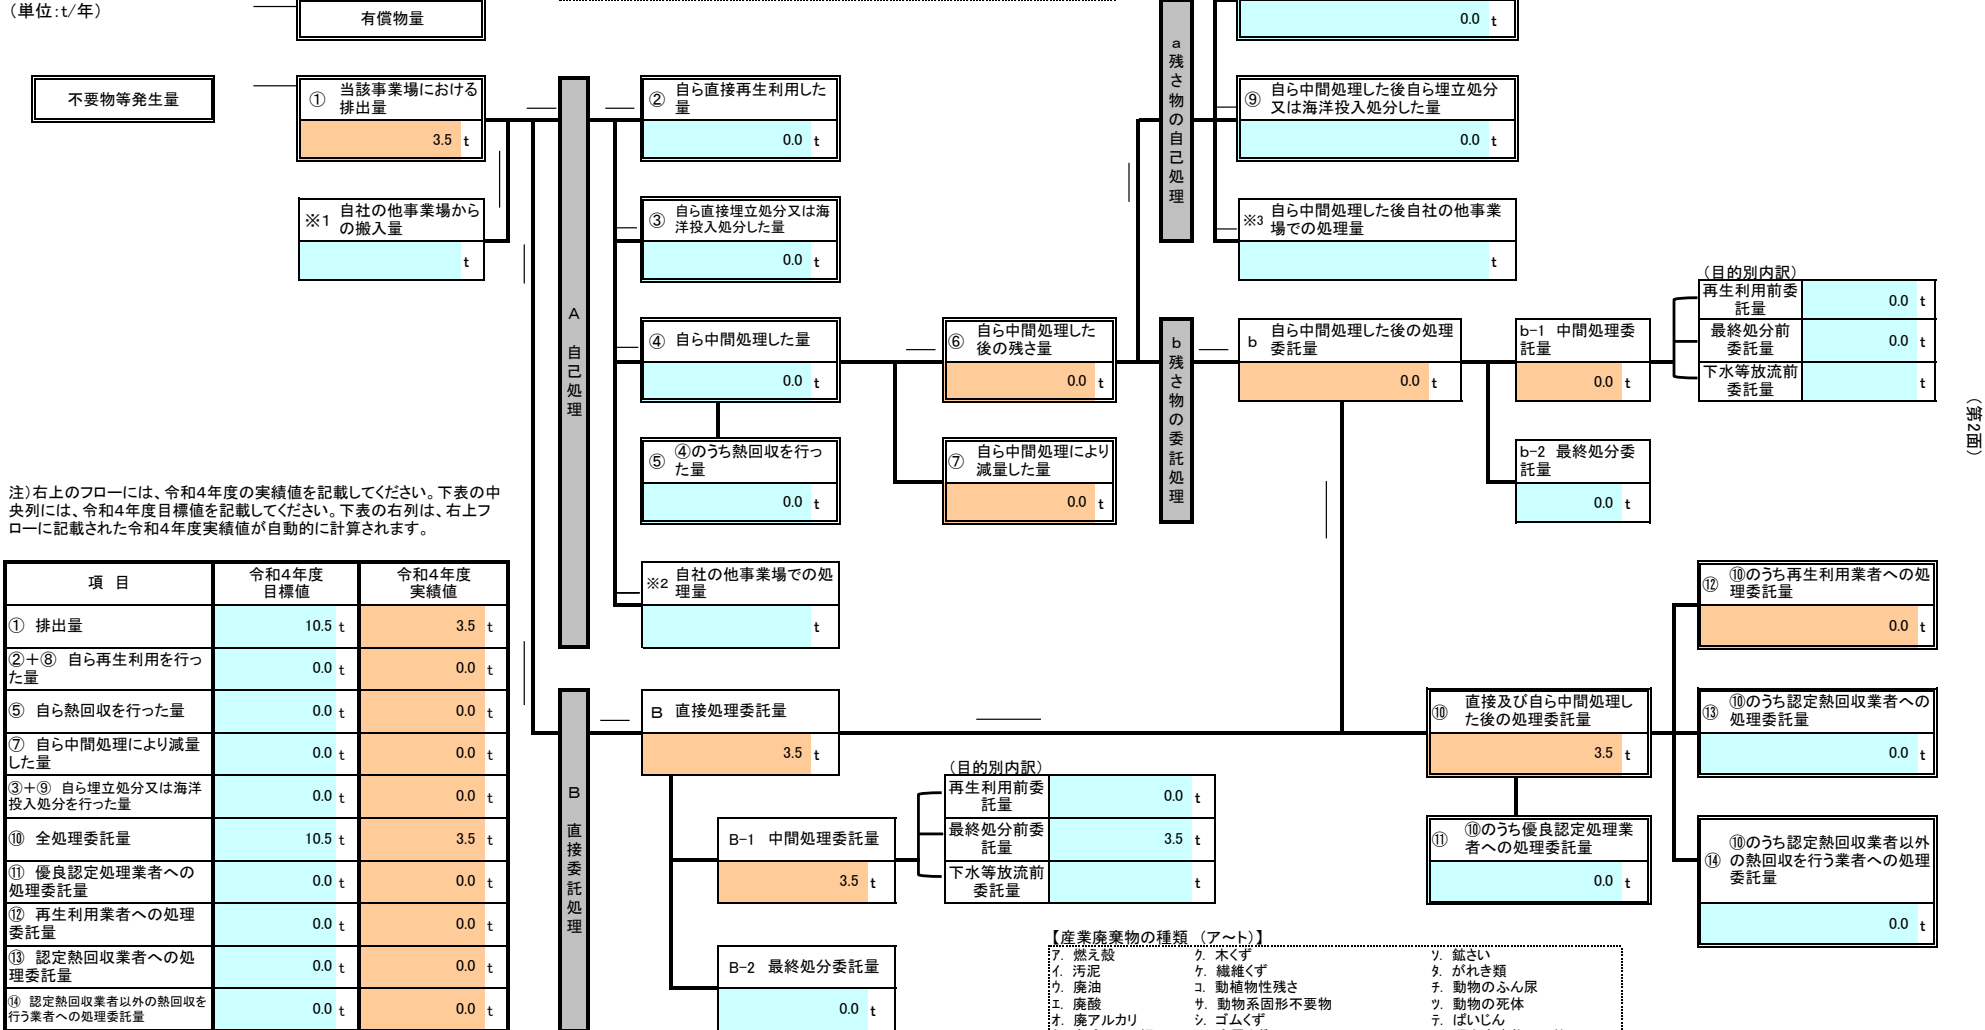 （単位:t/年）
有償物量
0.0 t
不要物等発生量
① 当該事業場における
排出量
3.5 t
※1 自社の他事業場から
の搬入量
t
A 自己処理
② 自ら直接再生利用した
量
0.0 t
③ 自ら直接埋立処分又は海
洋投入処分した量
0.0 t
④ 自ら中間処理した量
0.0 t
⑤ ④のうち熱回収を行っ
た量
0.0 t
※2 自社の他事業場での処
理量
t
⑥ 自ら中間処理した
後の残さ量
0.0 t
⑦ 自ら中間処理により
減量した量
0.0 t
a 残さ物の自己処理
⑨ 自ら中間処理した後自ら埋立処分
又は海洋投入処分した量
0.0 t
※3 自ら中間処理した後自社の他事業
場での処理量
t
b 残さ物の委託処理
b 自ら中間処理した後の処理
委託量
0.0 t
b-1 中間処理委
託量
0.0 t
b-2 最終処分委
託量
0.0 t
（目的別内訳）
再生利用前委
託量
0.0 t
最終処分前
委託量
0.0 t
下水等放流前
委託量
t
（第2面）
注）右上のフローには、令和４年度の実績値を記載してください。下表の中
央列には、令和４年度目標値を記載してください。下表の右列は、右上フ
ローに記載された令和４年度実績値が自動的に計算されます。
項 目
令和４年度
目標値
令和４年度
実績値
① 排出量 10.5 t 3.5 t
②＋⑧ 自ら再生利用を行っ
た量
0.0 t 0.0 t
⑤ 自ら熱回収を行った量 0.0 t 0.0 t
⑦ 自ら中間処理により減量
した量
0.0 t 0.0 t
③＋⑨ 自ら埋立処分又は海洋
投入処分を行った量
0.0 t 0.0 t
⑩ 全処理委託量 10.5 t 3.5 t
⑪ 優良認定処理業者への
処理委託量
0.0 t 0.0 t
⑫ 再生利用業者への処理
委託量
0.0 t 0.0 t
⑬ 認定熱回収業者への処
理委託量
0.0 t 0.0 t
⑭ 認定熱回収業者以外の熱回収を
行う業者への処理委託量
0.0 t 0.0 t
B 直接委託処理
B 直接処理委託量
3.5 t
B-1 中間処理委託量
3.5 t
B-2 最終処分委託量
0.0 t
（目的別内訳）
再生利用前委
託量
0.0 t
最終処分前委
託量
3.5 t
下水等放流前
委託量
t
⑩ 直接及び自ら中間処理し
た後の処理委託量
3.5 t
⑪ ⑩のうち優良認定処理業
者への処理委託量
0.0 t
⑫ ⑩のうち再生利用業者への処
理委託量
0.0 t
⑬ ⑩のうち認定熱回収業者への
処理委託量
0.0 t
⑭ ⑩のうち認定熱回収業者以外
の熱回収を行う業者への処理
委託量
0.0 t
【産業廃棄物の種類 （ア～ト）】
ア. 燃え殻 ク. 木くず ソ. 鉱さい
イ. 汚泥 ケ. 繊維くず タ. がれき類
ウ. 廃油 コ. 動植物性残さ チ. 動物のふん尿
エ. 廃酸 サ. 動物系固形不要物 ツ. 動物の死体
オ. 廃アルカリ シ. ゴムくず テ. ばいじん